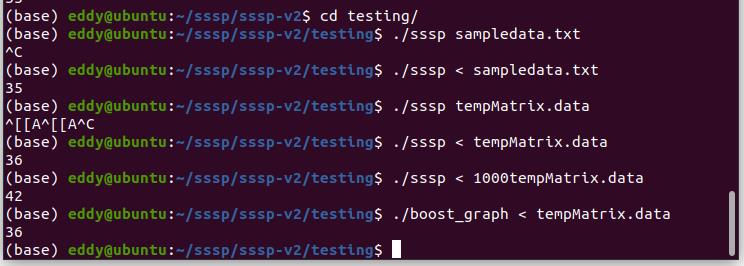 (base) eddy@ubuntu:~/sssp/sssp-v2$ cd testing/
(base) eddy@ubuntu:~/sssp/sssp-v2/testing$ ./sssp sampledata.txt
^C
(base) eddy@ubuntu:~/sssp/sssp-v2/testing$ ./sssp < sampledata.txt
35
(base) eddy@ubuntu:~/sssp/sssp-v2/testing$ ./sssp tempMatrix.data
^[[A^[[A^C
(base) eddy@ubuntu:~/sssp/sssp-v2/testing$ ./sssp < tempMatrix.data
36
(base) eddy@ubuntu:~/sssp/sssp-v2/testing$ ./sssp < 1000tempMatrix.data
42
(base) eddy@ubuntu:~/sssp/sssp-v2/testing$ ./boost_graph < tempMatrix.data
36
(base) eddy@ubuntu:~/sssp/sssp-v2/testing$